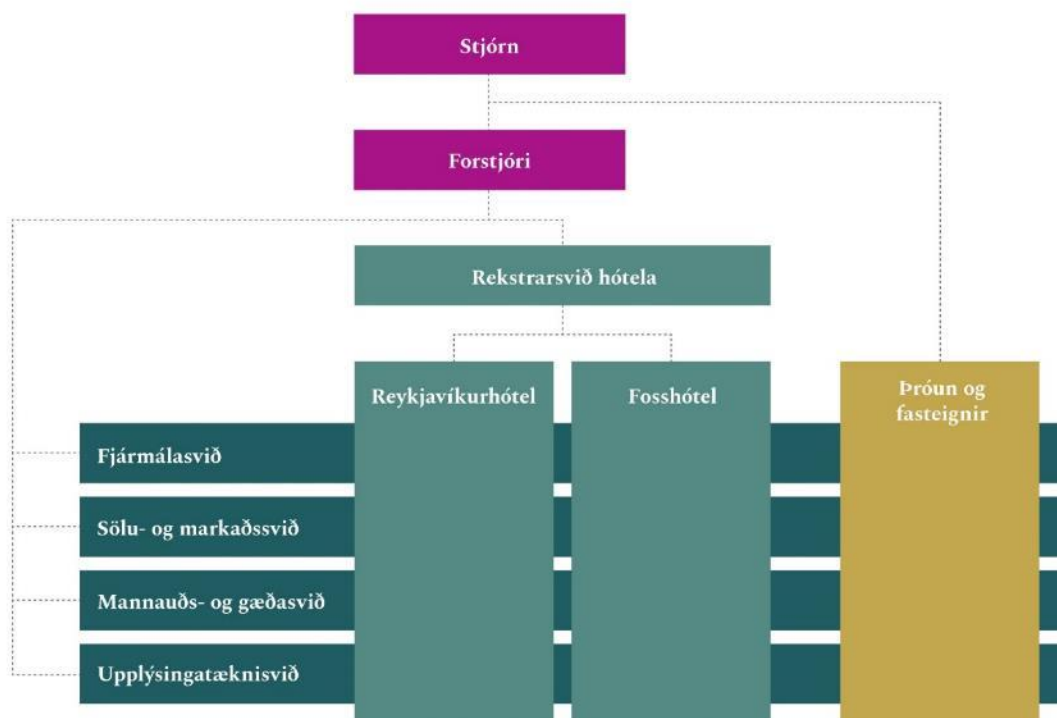 Stjórn
Forstjóri
Rekstrarsvið hótela
Reykjavíkurhótel
Fosshótel
Þróun og
fasteignir
Fjármálasvið
Sölu- og markaðssvið
Mannauðs- og gæðasvið
Upplýsingatæknisvið